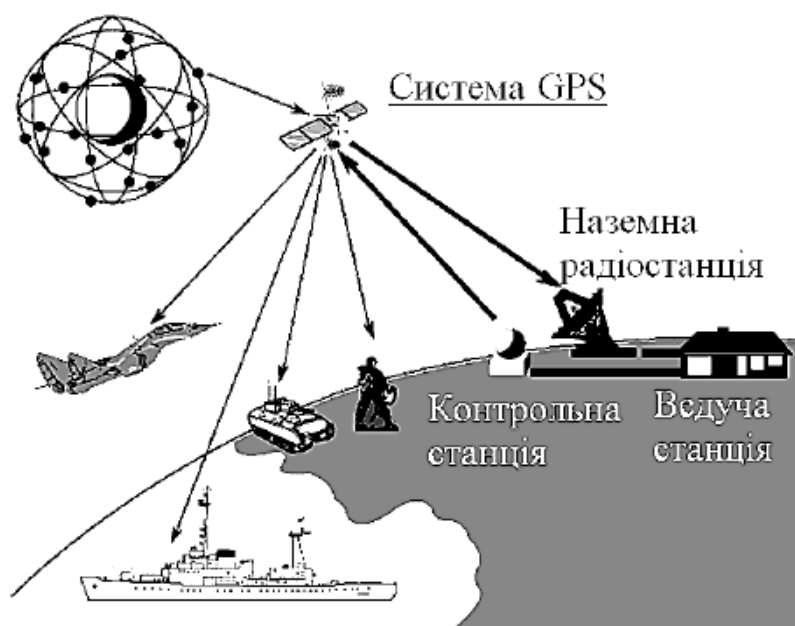 Система GPS
Наземна
радіостанція
Контрольна
станція
Ведуча
станція